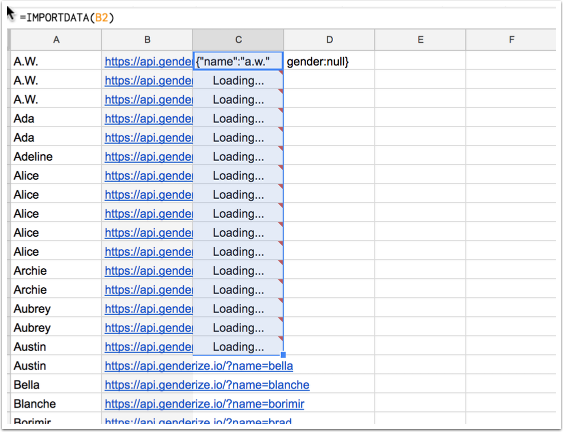 =IMPORTDATA(B2)
A B C D E F
A.W. https://api.gender {"name":"a.w." gender:null}
A.W. https://api.gender Loading...
A.W. https://api.gender Loading...
Ada https://api.gender Loading...
Ada https://api.gender Loading...
Adeline https://api.gender Loading...
Alice https://api.gender Loading...
Alice https://api.gender Loading...
Alice https://api.gender Loading...
Alice https://api.gender Loading...
Alice https://api.gender Loading...
Archie https://api.gender Loading...
Archie https://api.gender Loading...
Aubrey https://api.gender Loading...
Aubrey https://api.gender Loading...
Austin https://api.gender Loading...
Austin https://api.genderize.io/?name=bella
Bella https://api.genderize.io/?name=blanche
Blanche https://api.genderize.io/?name=borimir
Borimir https://api.genderize.io/?name=brad